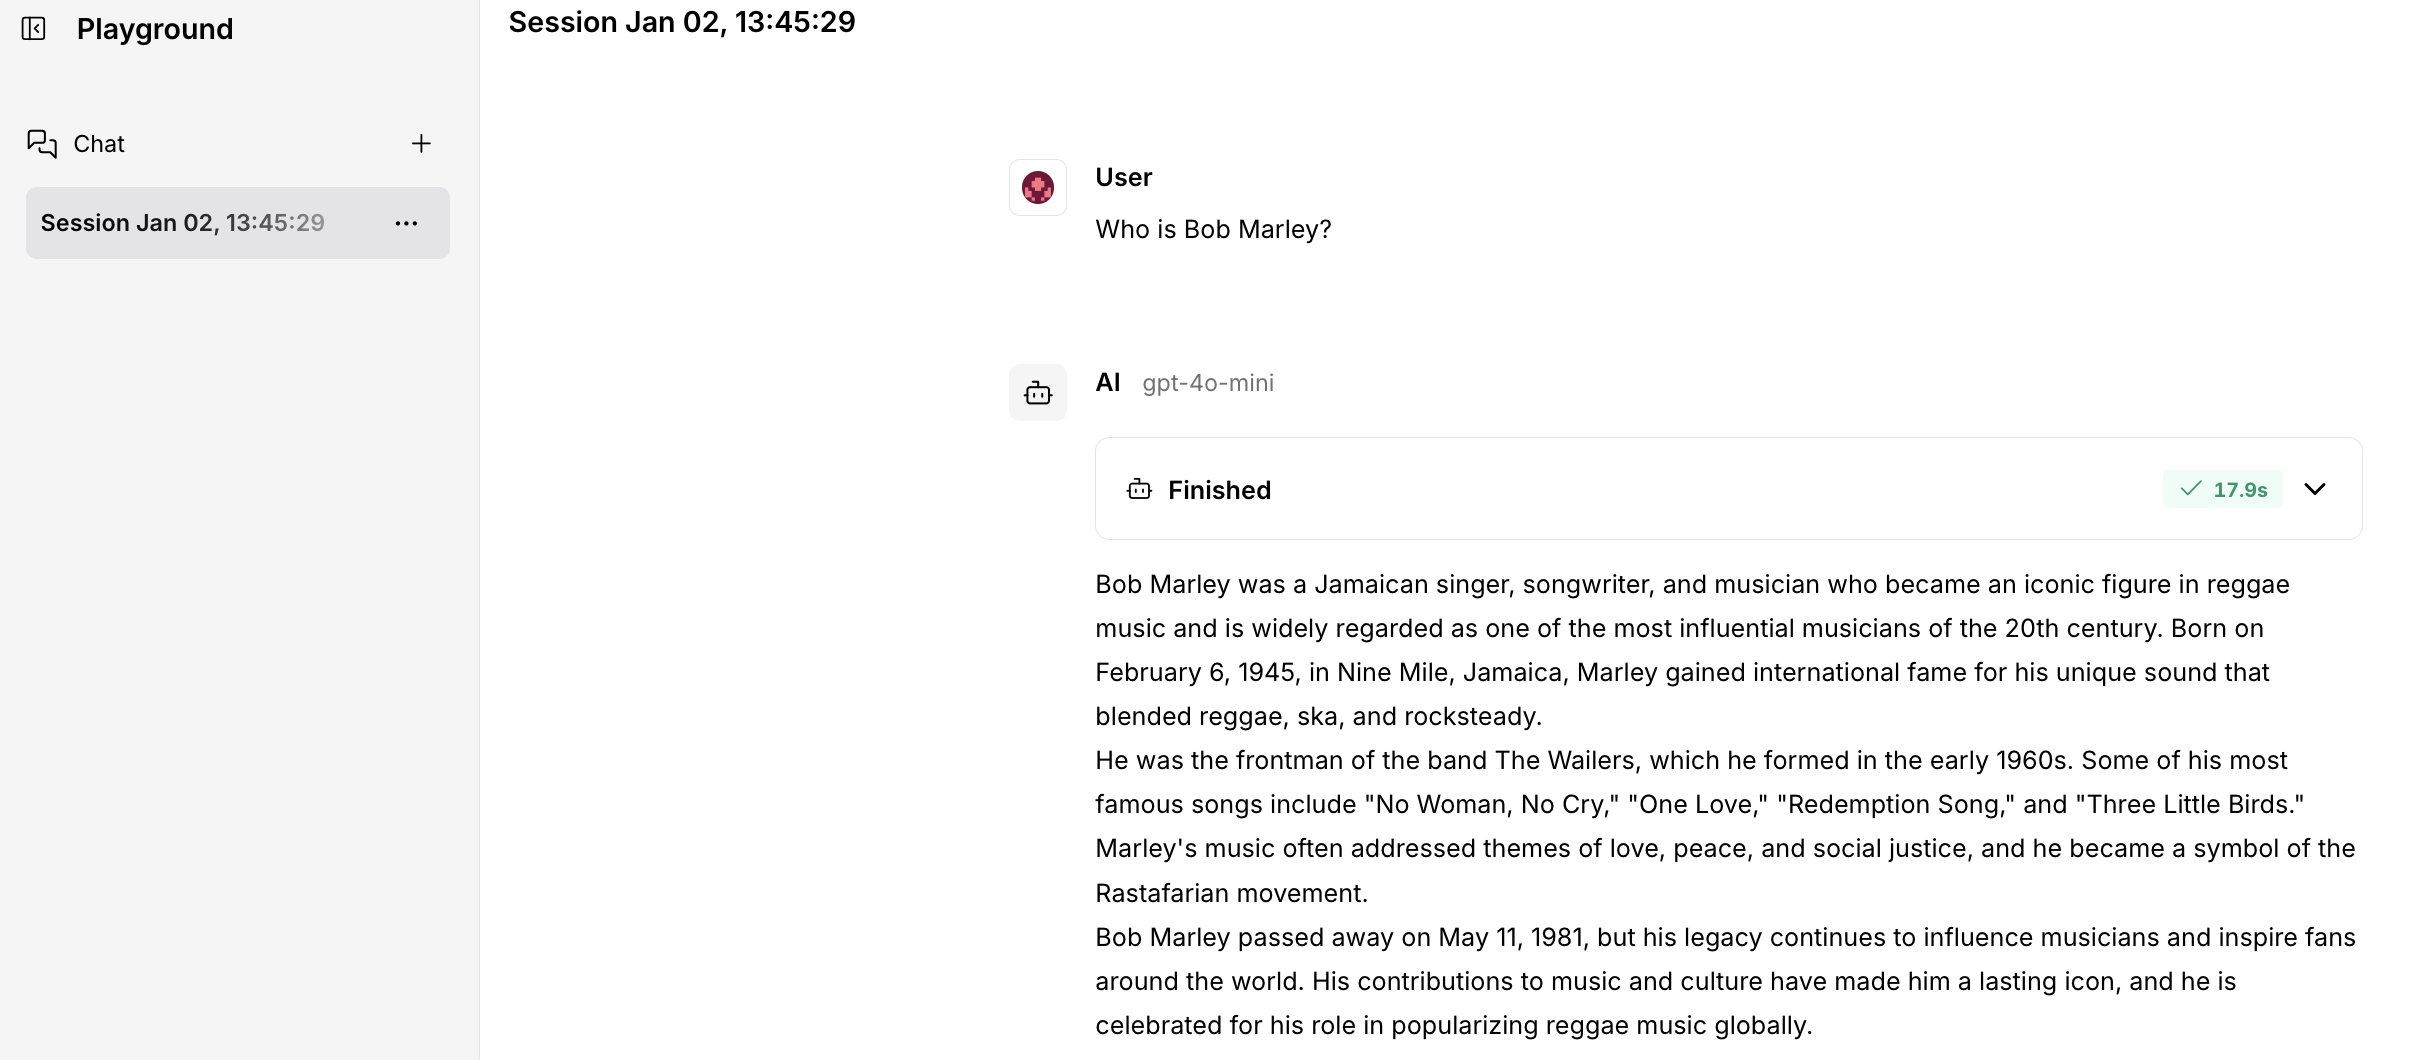 Playground
Chat
Session Jan 02, 13:45:29
Session Jan 02, 13:45:29
User
Who is Bob Marley?
AI gpt-4o-mini
Finished 17.9s
Bob Marley was a Jamaican singer, songwriter, and musician who became an iconic figure in reggae
music and is widely regarded as one of the most influential musicians of the 20th century. Born on
February 6, 1945, in Nine Mile, Jamaica, Marley gained international fame for his unique sound that
blended reggae, ska, and rocksteady.
He was the frontman of the band The Wailers, which he formed in the early 1960s. Some of his most
famous songs include "No Woman, No Cry," "One Love," "Redemption Song," and "Three Little Birds."
Marley's music often addressed themes of love, peace, and social justice, and he became a symbol of the
Rastafarian movement.
Bob Marley passed away on May 11, 1981, but his legacy continues to influence musicians and inspire fans
around the world. His contributions to music and culture have made him a lasting icon, and he is
celebrated for his role in popularizing reggae music globally.